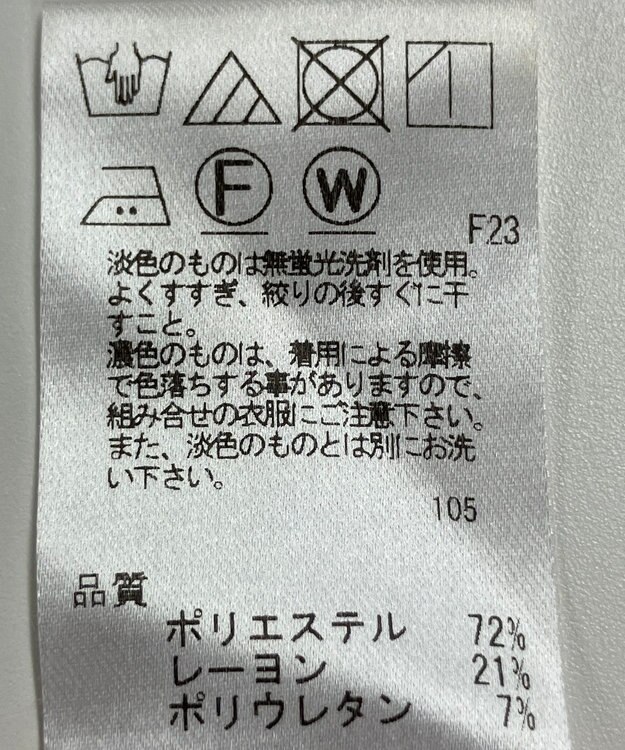 F
W
F23
淡色のものは無蛍光洗剤を使用。
よくすすぎ、絞りの後すぐに干
すこと。
濃色のものは、着用による摩擦
で色落ちする事がありますので、
組み合せの衣服にご注意下さい。
また、淡色のものとは別にお洗
い下さい。
105
品質
ポリエステル 72%
レーヨン 21%
ポリウレタン 7%